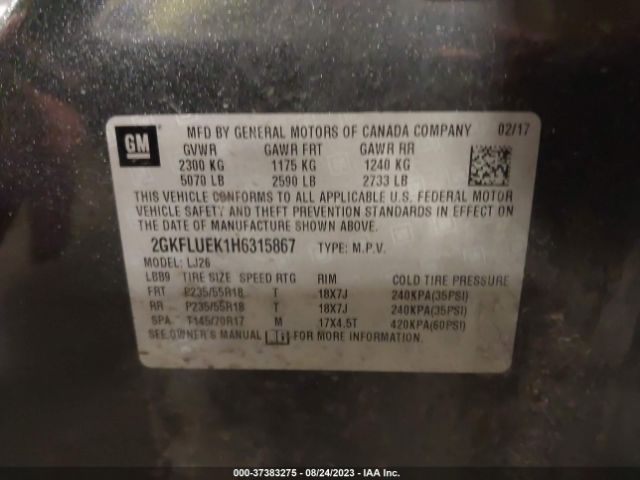 GM
MFD BY GENERAL MOTORS OF CANADA COMPANY 02/17
GVWR GAWR FRT GAWR RR
2300 KG 1175 KG 1240 KG
5070 LB 2590 LB 2733 LB
THIS VEHICLE CONFORMS TO ALL APPLICABLE U.S. FEDERAL MOTOR
VEHICLE SAFETY AND THEFT PREVENTION STANDARDS IN EFFECT ON
THE DATE OF MANUFACTURE SHOWN ABOVE.
2GKFLUEK1H6315867 TYPE: M.P.V.
MODEL: LJ26
LBB9 TIRE SIZE SPEED RTG RIM COLD TIRE PRESSURE
FRT P235/55R18 T 18X7J 240KPA(35PSI)
RR P235/55R18 T 18X7J 240KPA(35PSI)
SPA T145/70R17 M 17X4.5T 420KPA(60PSI)
SEE OWNER'S MANUAL FOR MORE INFORMATION.
000-37383275 - 08/24/2023 - IAA Inc.